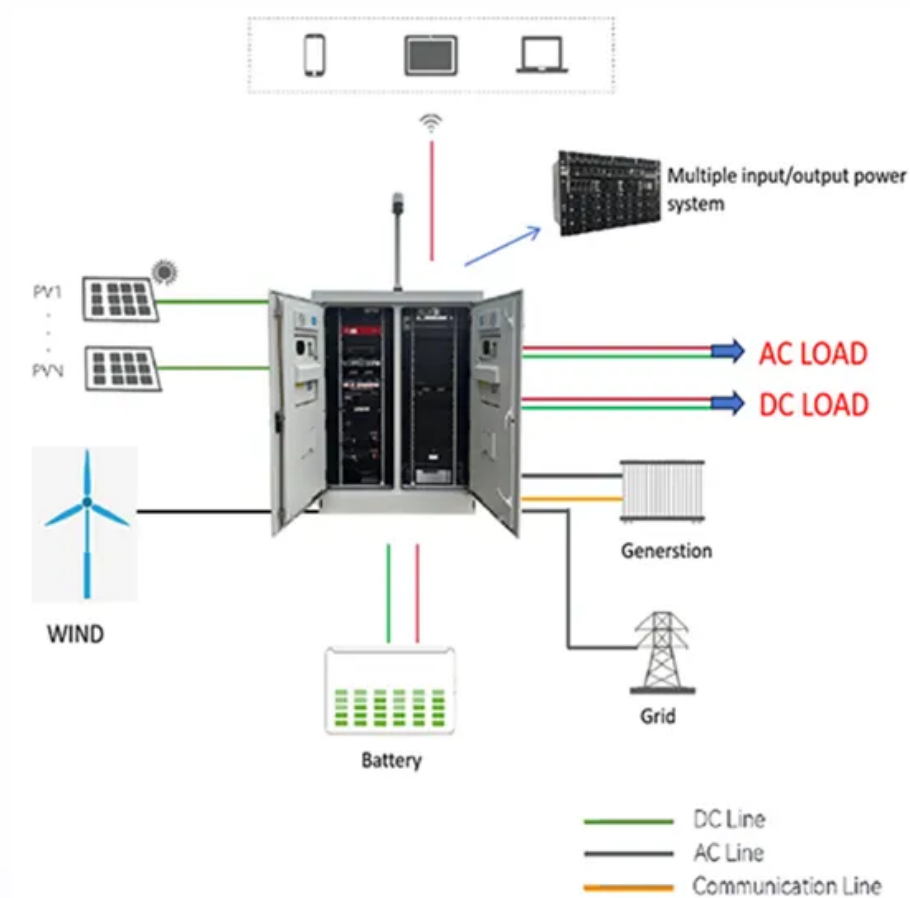 Multiple input/output power
system
PV1
PVN
AC LOAD
DC LOAD
WIND
Generstion
Grid
Battery
DC Line
AC Line
Communication Line